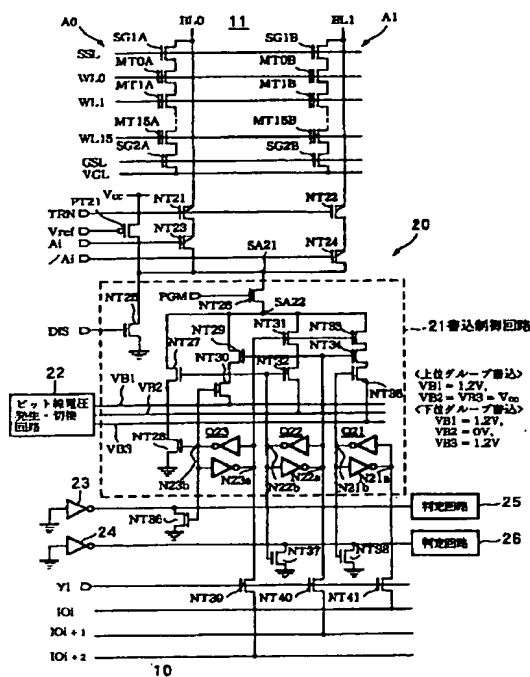 BL0 11 BL1
A0 A1
SG1A SG1B
SSL
MT0A MT0B
WL0
MT1A MT1B
WL1
MT15A MT15B
WL15
SG2A SG2B
GSL
VGL
PT21 Vcc
NT21 NT22
TRN
Vref
NT23 NT24
Ai
/Ai
20
SA21
NT25
PGM
NT26
SA22
NT31 NT33
DIS
NT29
NT27
NT34
21書込制御回路
NT30
NT32
22
ビット線電圧
発生・切換
回路
VB1
VB2
VB3
NT35
<上位グループ書込>
VB1 = 1.2V,
VB2 = VB3 = Vcc
<下位グループ書込>
VB1 = 1.2V,
VB2 = 0V,
VB3 = 1.2V
NT28
Q23 Q22 Q21
N23b N23a N22b N22a N21b N21a
23
NT36
25
判定回路
24
26
判定回路
NT37 NT38
Y1
NT39 NT40 NT41
IOi
IOi + 1
IOi + 2
10